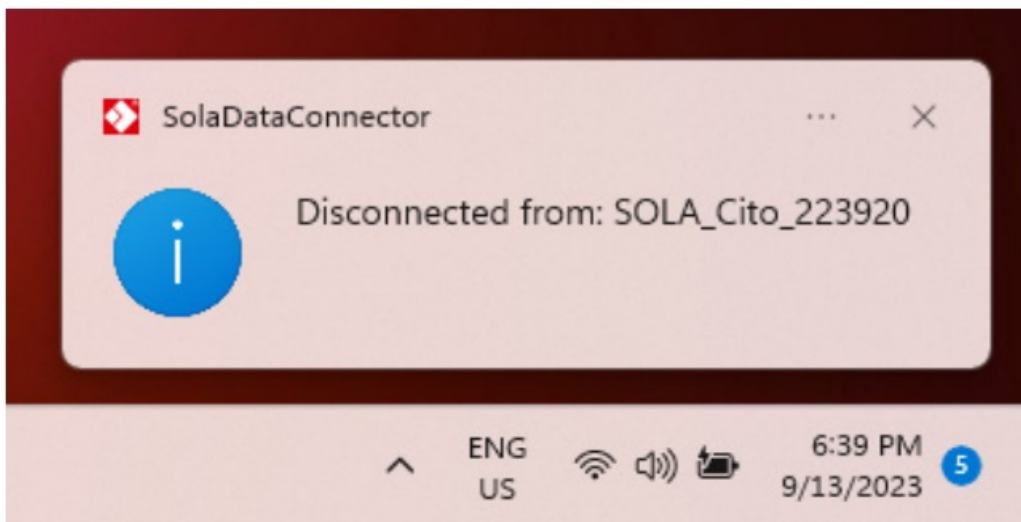 SolaDataConnector
Disconnected from: SOLA_Cito_223920
ENG
US
6:39 PM
9/13/2023
5